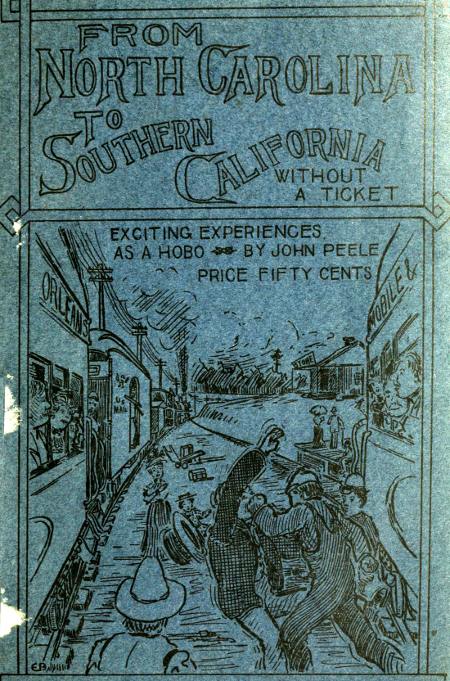 FROM
NORTH CAROLINA
TO
SOUTHERN
CALIFORNIA
WITHOUT
A TICKET
EXCITING EXPERIENCES
AS A HOBO BY JOHN PEELE
PRICE FIFTY CENTS
ORLEANS
MOBILE &
U.S.
MAIL